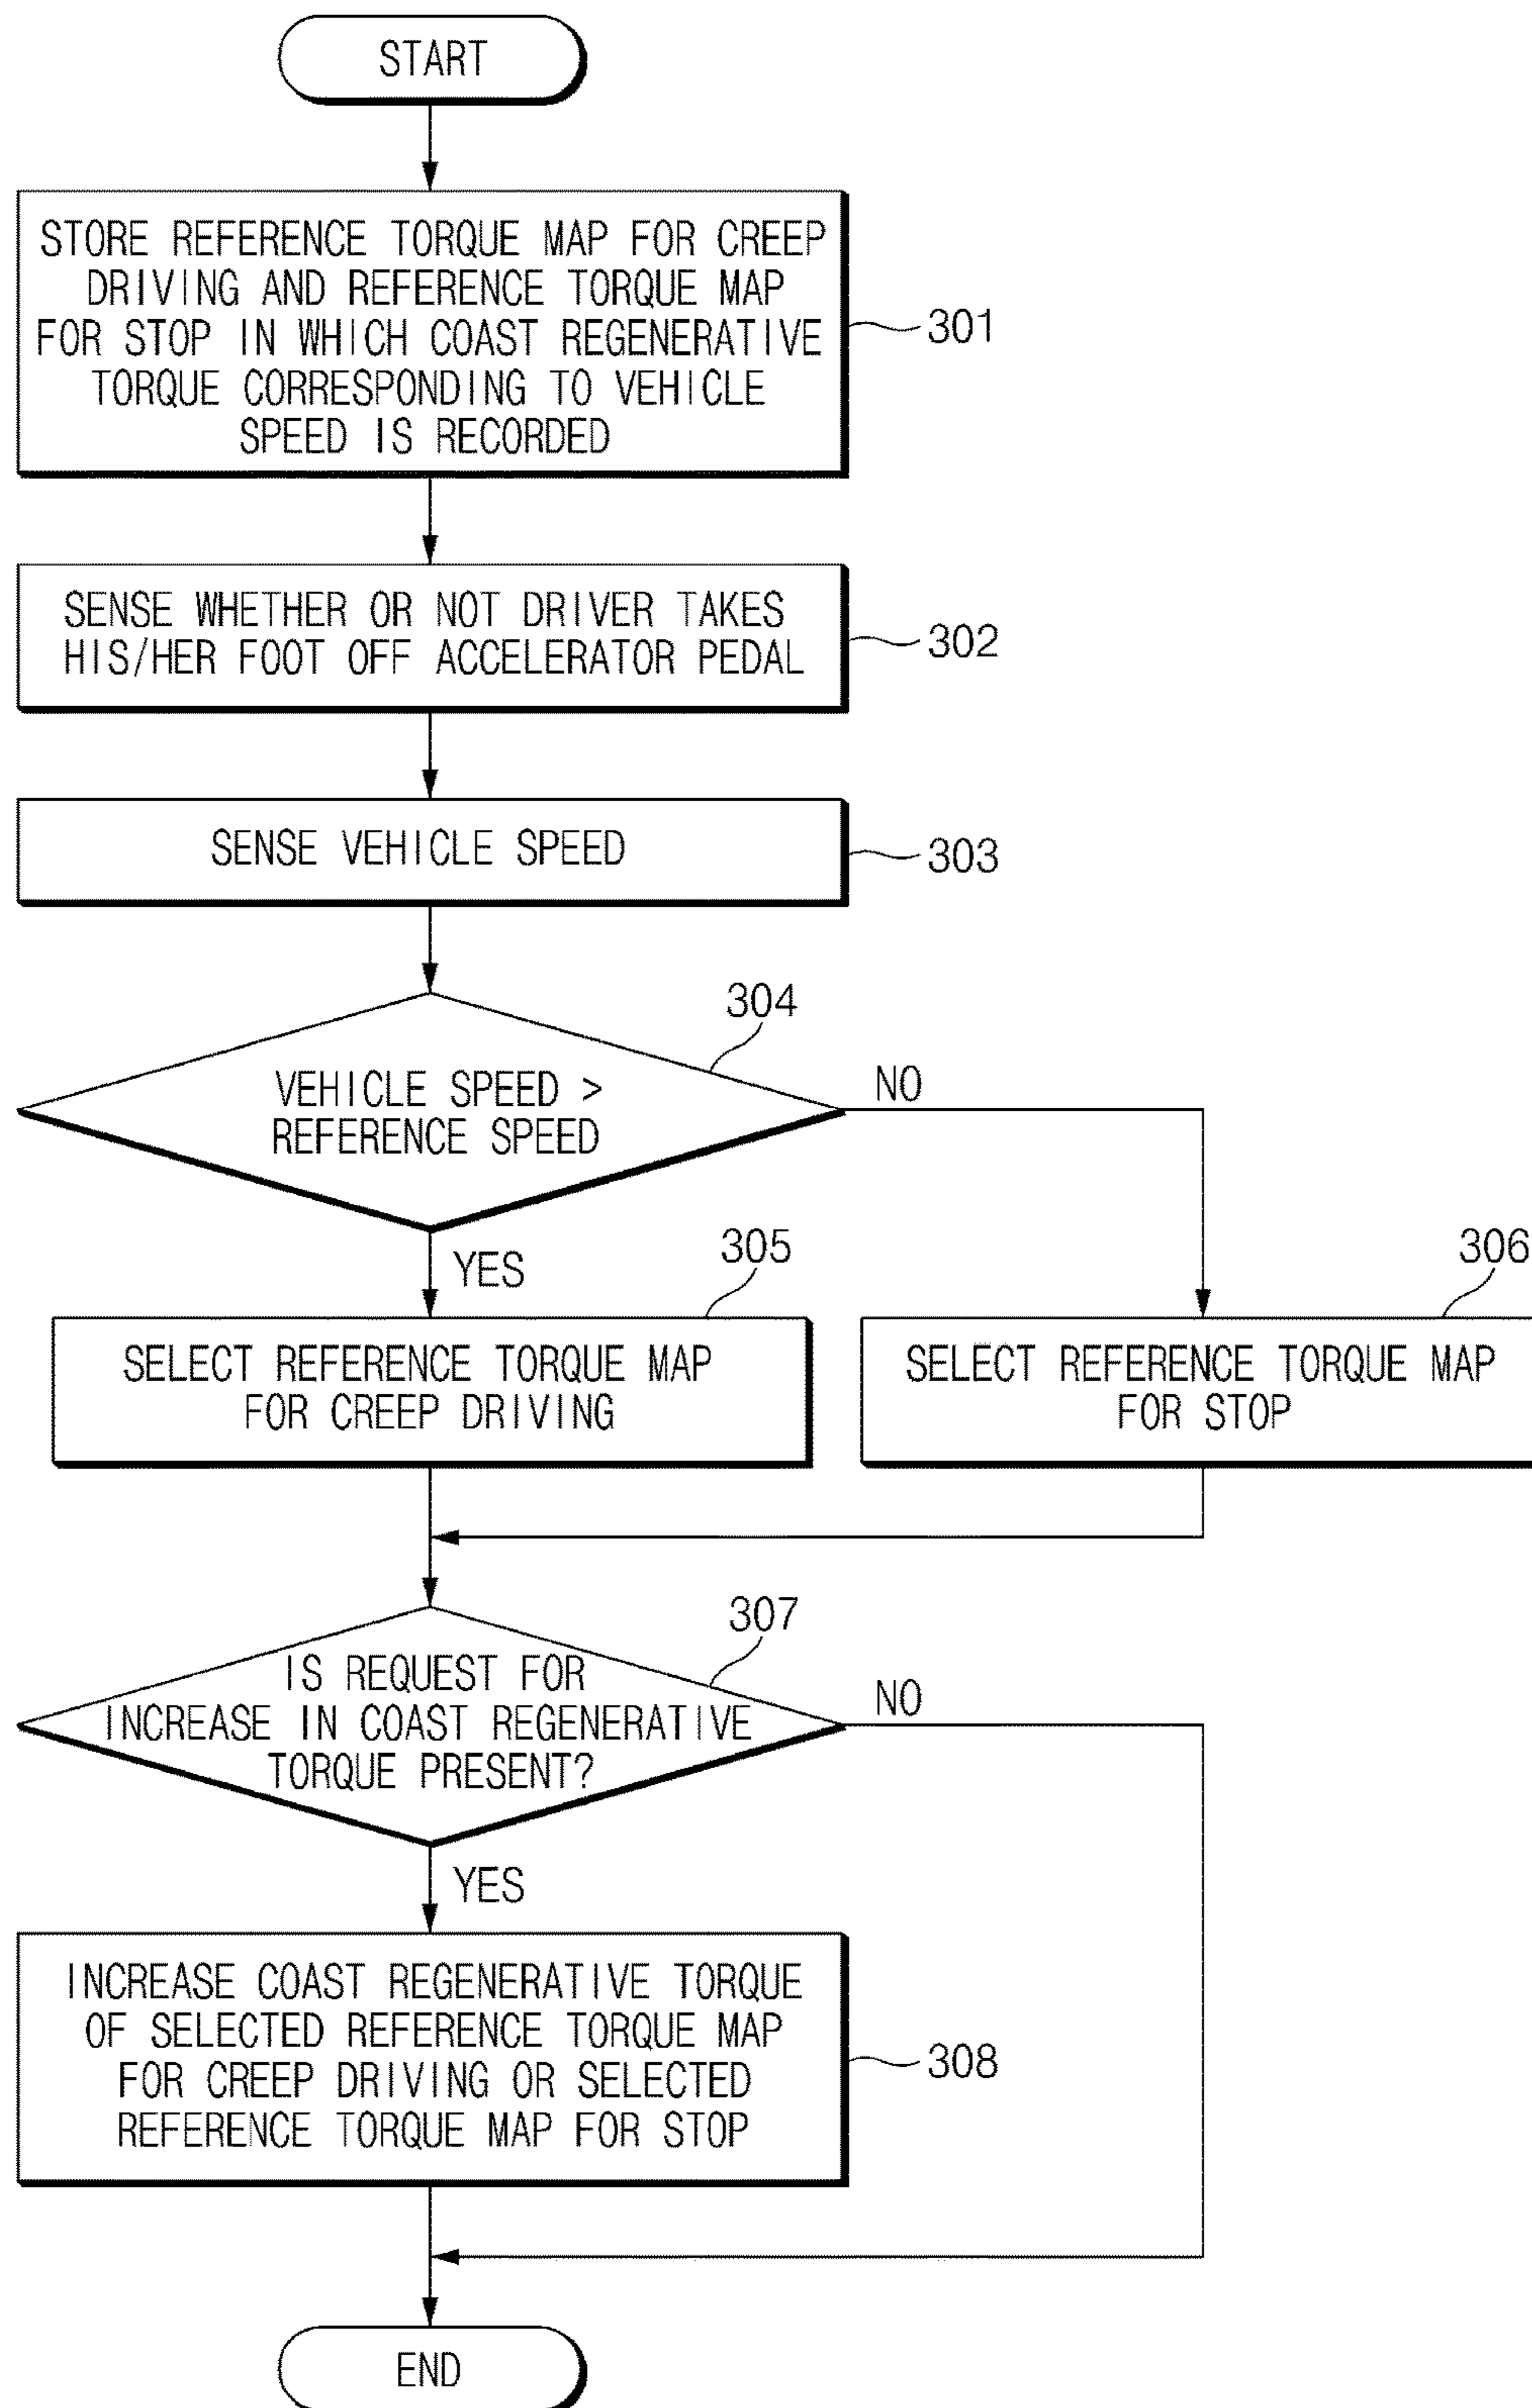 START
STORE REFERENCE TORQUE MAP FOR CREEP
DRIVING AND REFERENCE TORQUE MAP
FOR STOP IN WHICH COAST REGENERATIVE
TORQUE CORRESPONDING TO VEHICLE
SPEED IS RECORDED
301
SENSE WHETHER OR NOT DRIVER TAKES
HIS/HER FOOT OFF ACCELERATOR PEDAL
302
SENSE VEHICLE SPEED
303
304
VEHICLE SPEED >
REFERENCE SPEED
NO
YES
305
306
SELECT REFERENCE TORQUE MAP
FOR CREEP DRIVING
SELECT REFERENCE TORQUE MAP
FOR STOP
307
IS REQUEST FOR
INCREASE IN COAST REGENERATIVE
TORQUE PRESENT?
NO
YES
INCREASE COAST REGENERATIVE TORQUE
OF SELECTED REFERENCE TORQUE MAP
FOR CREEP DRIVING OR SELECTED
REFERENCE TORQUE MAP FOR STOP
308
END